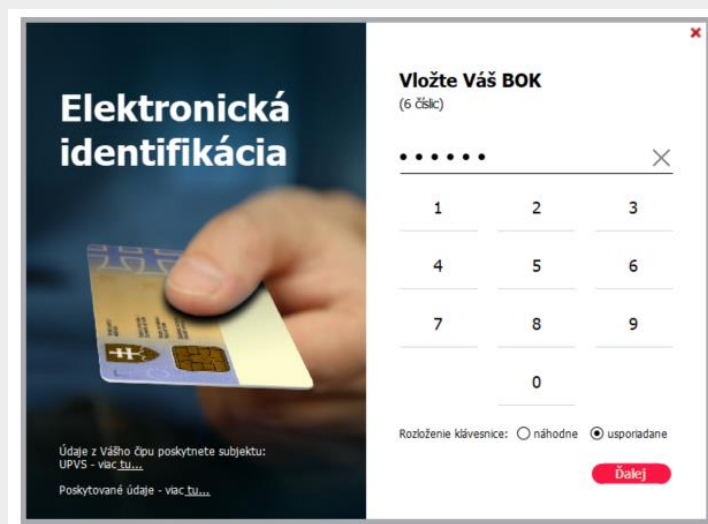 Elektronická
identifikácia
Údaje z Vášho čipu poskytnete subjektu:
UPVS - viac tu...
Poskytované údaje - viac tu...
Vložte Váš BOK
(6 číslic)
1 2 3
4 5 6
7 8 9
0
Rozloženie klávesnice: náhodne usporiadane
Ďalej